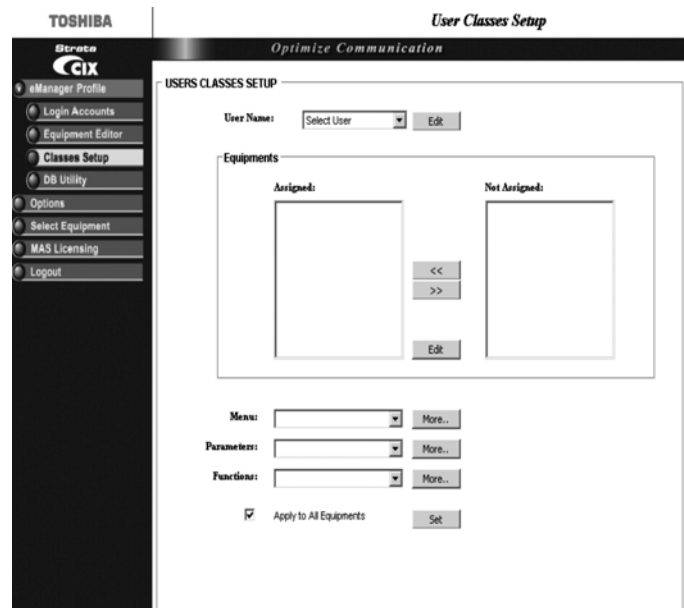 TOSHIBA
User Classes Setup
Strata
CIX
Optimize Communication
eManager Profile
Login Accounts
Equipment Editor
Classes Setup
DB Utility
Options
Select Equipment
MAS Licensing
Logout
USERS CLASSES SETUP
User Name: Select User Edit
Equipments
Assigned: Not Assigned:
<<
>>
Edit
Menu: More..
Parameters: More..
Functions: More..
Apply to All Equipments Set